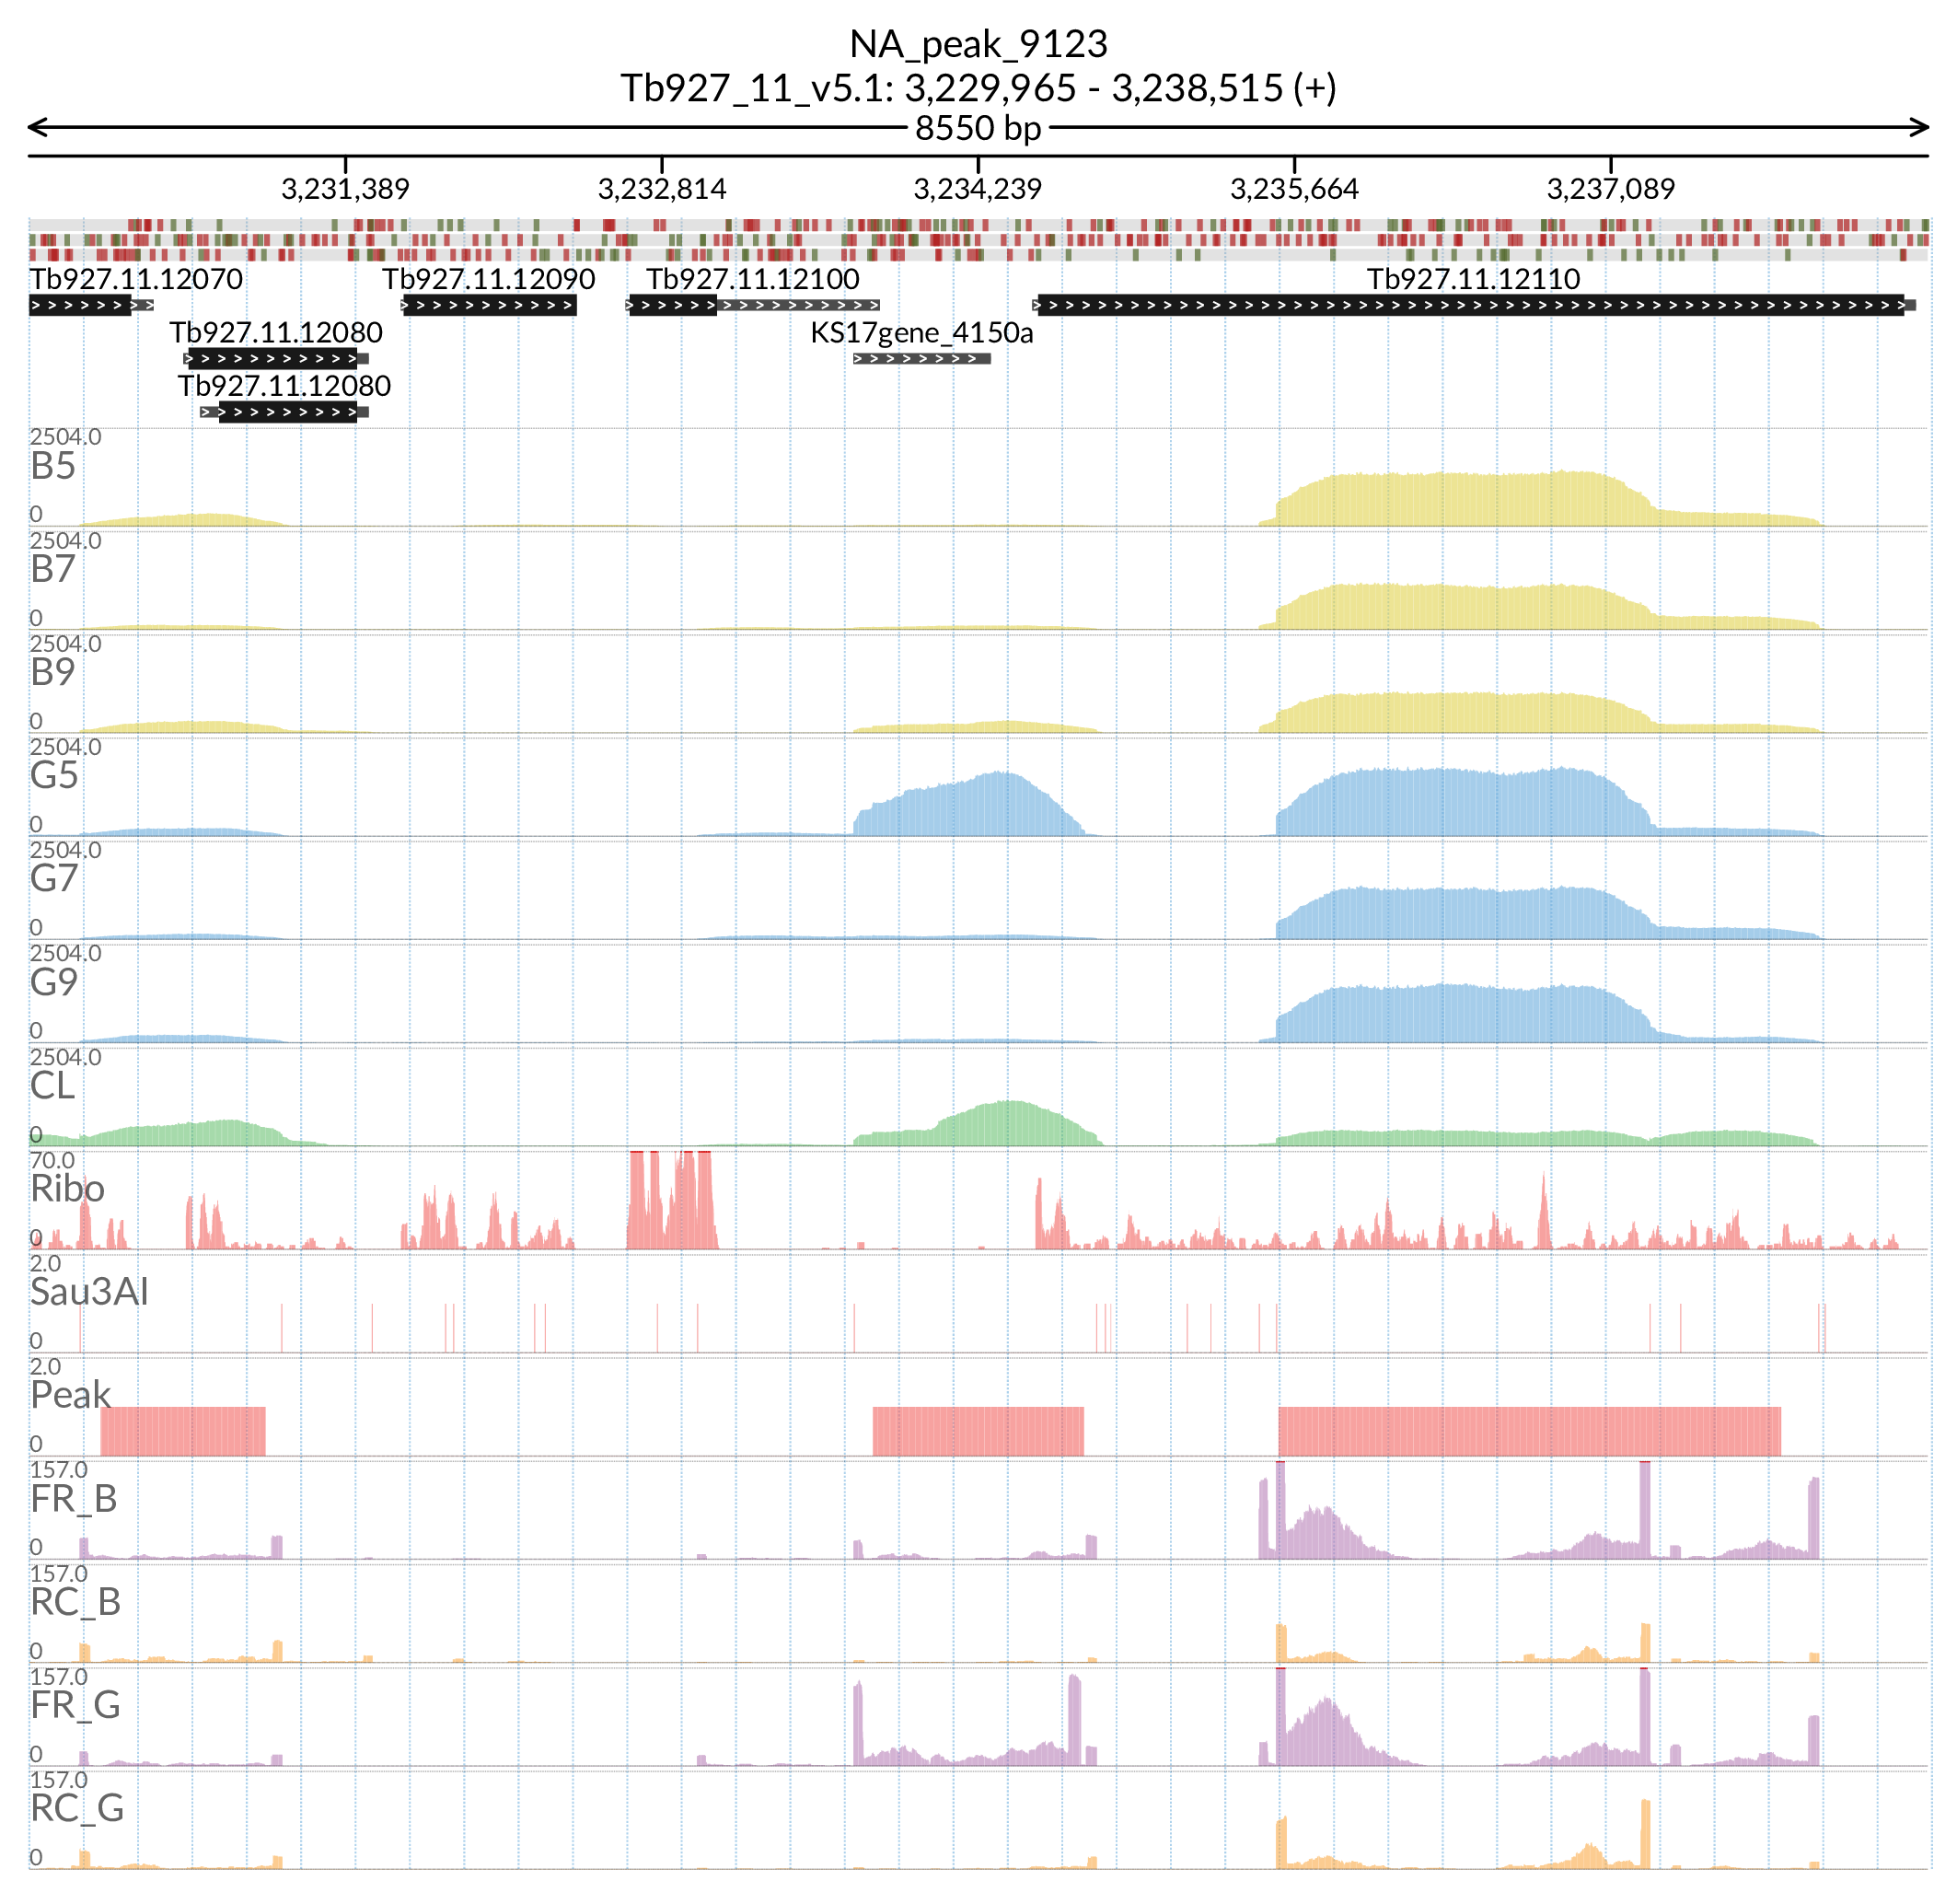 NA_peak_9123
Tb927_11_v5.1: 3,229,965 - 3,238,515 (+)
8550 bp
3,231,389 3,232,814 3,234,239 3,235,664 3,237,089
Tb927.11.12070 Tb927.11.12090 Tb927.11.12100 Tb927.11.12110
Tb927.11.12080 KS17gene_4150a
Tb927.11.12080
2504.0
B5
0
2504.0
B7
0
2504.0
B9
0
2504.0
G5
0
2504.0
G7
0
2504.0
G9
0
2504.0
CL
0
70.0
Ribo
0
2.0
Sau3AI
0
2.0
Peak
0
157.0
FR_B
0
157.0
RC_B
0
157.0
FR_G
0
157.0
RC_G
0